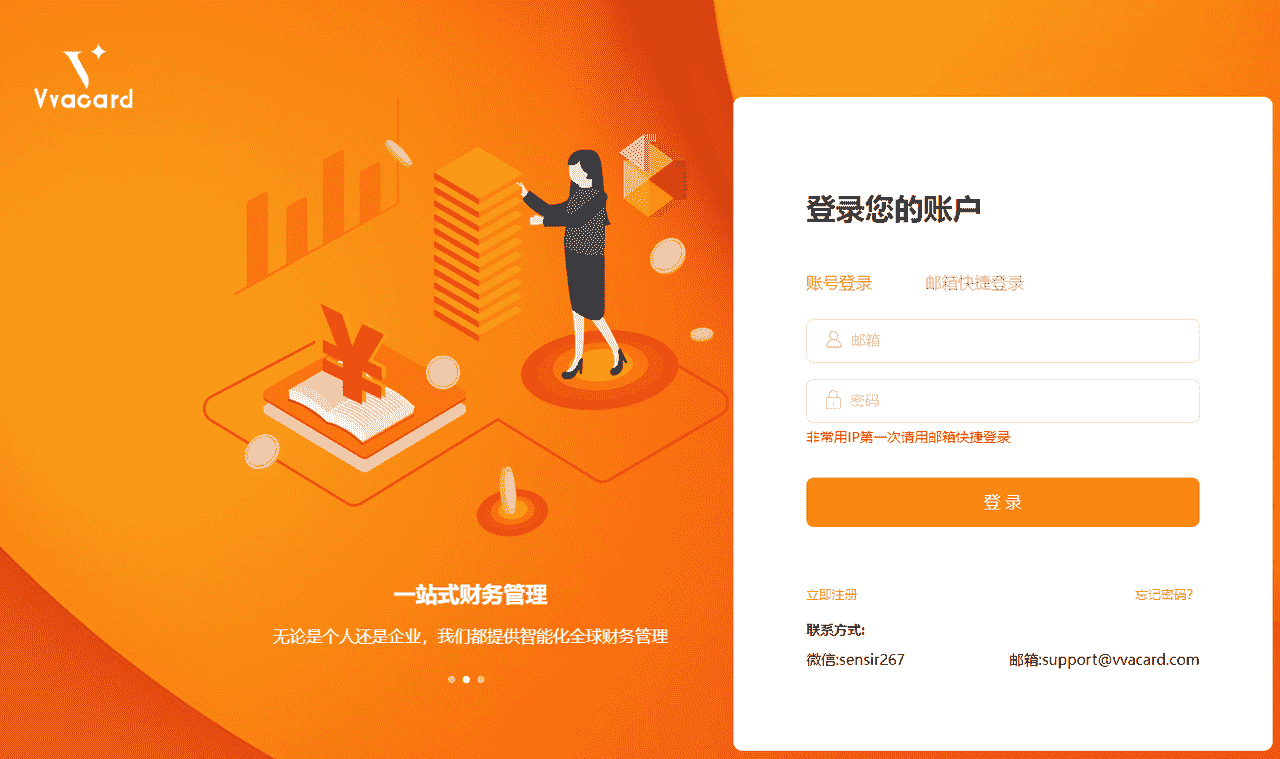 Vvacard
登录您的账户
账号登录 邮箱快捷登录
邮箱
密码
非常用IP第一次请用邮箱快捷登录
登 录
立即注册 忘记密码?
联系方式:
微信:sensir267 邮箱:support@vvacard.com
一站式财务管理
无论是个人还是企业，我们都提供智能化全球财务管理